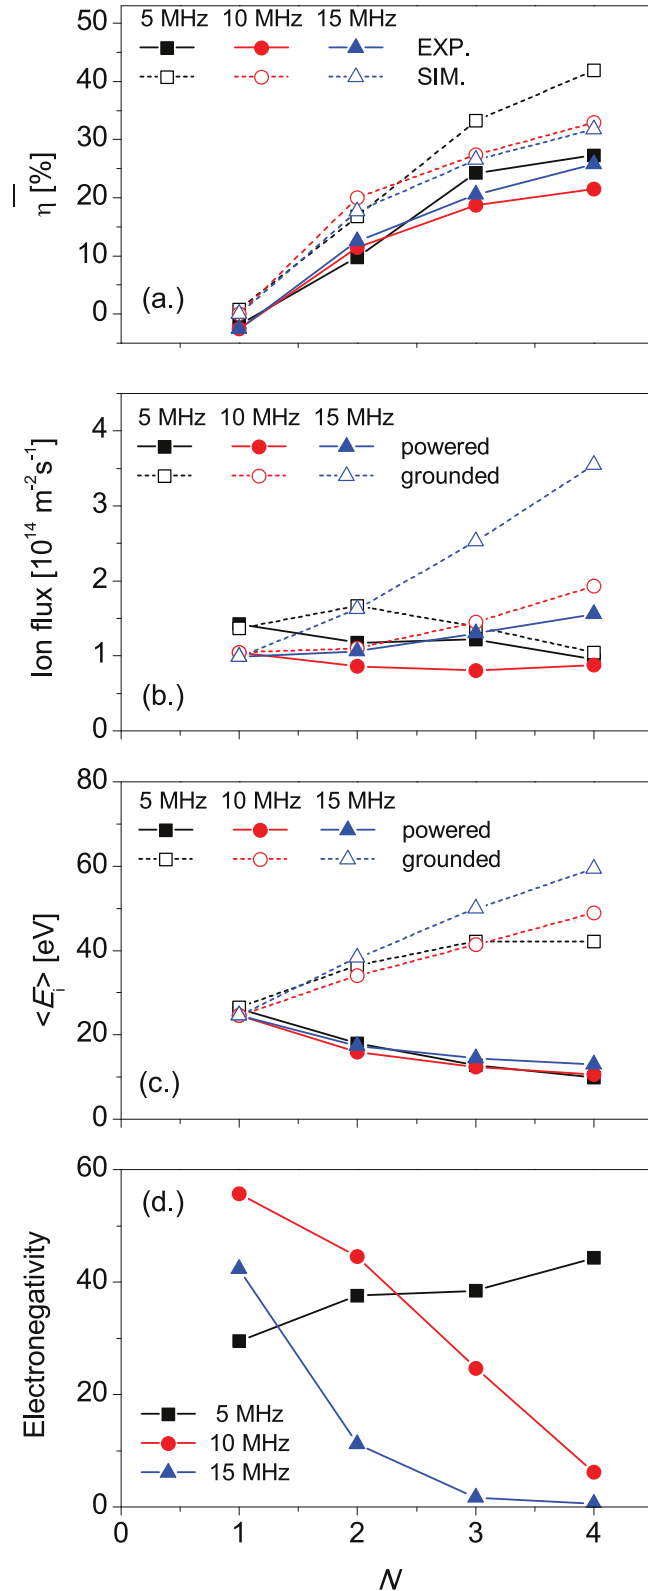 5 MHz 10 MHz 15 MHz
EXP.
SIM.
50
40
30
20
10
0
η [%]
(a.)
5 MHz 10 MHz 15 MHz
powered
grounded
4
3
2
1
0
Ion flux [10¹⁴ m⁻²s⁻¹]
(b.)
5 MHz 10 MHz 15 MHz
powered
grounded
80
60
40
20
0
<E_i> [eV]
(c.)
60
40
20
0
Electronegativity
(d.)
5 MHz
10 MHz
15 MHz
0 1 2 3 4
N